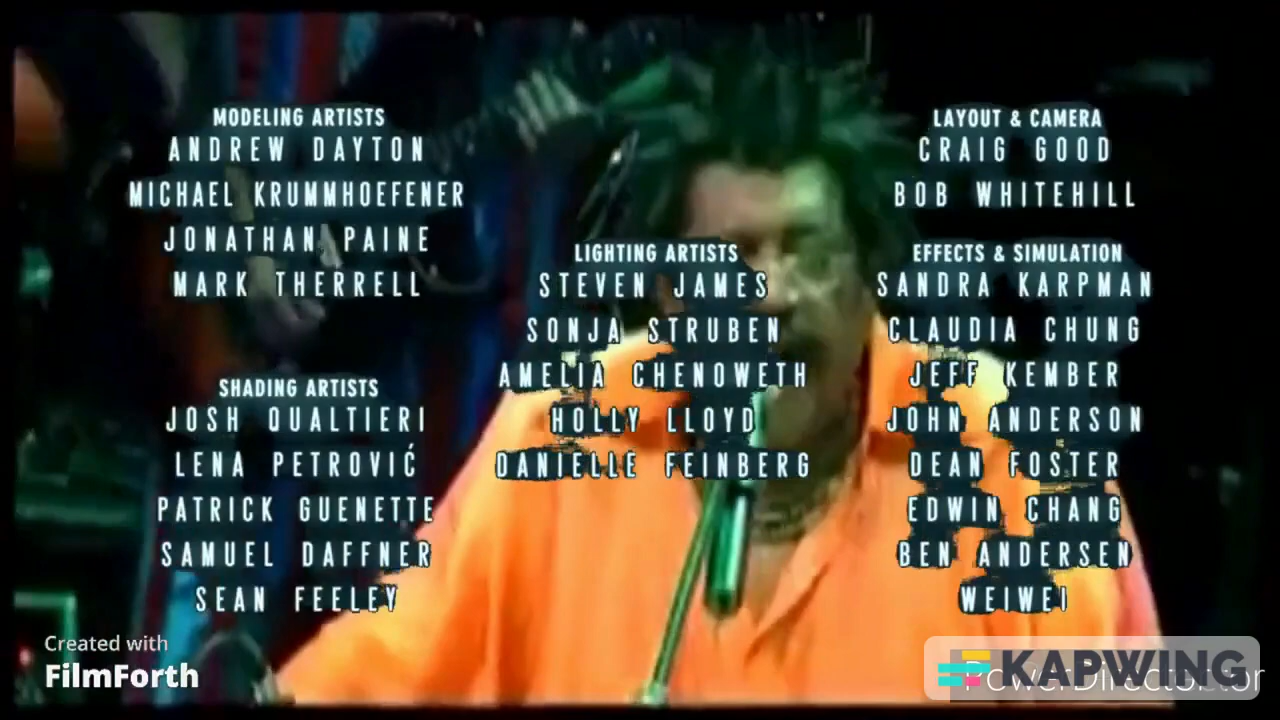 MODELING ARTISTS
ANDREW DAYTON
MICHAEL KRUMMHOEFENER
JONATHAN PAINE
MARK THERRELL
SHADING ARTISTS
JOSH QUALTIERI
LENA PETROVIĆ
PATRICK GUENETTE
SAMUEL DAFFNER
SEAN FEELEY
LIGHTING ARTISTS
STEVEN JAMES
SONJA STRUBEN
AMELIA CHENOWETH
HOLLY LLOYD
DANIELLE FEINBERG
LAYOUT & CAMERA
CRAIG GOOD
BOB WHITEHILL
EFFECTS & SIMULATION
SANDRA KARPMAN
CLAUDIA CHUNG
JEFF KEMBER
JOHN ANDERSON
DEAN FOSTER
EDWIN CHANG
BEN ANDERSEN
WEIWEI
Created with
FilmForth
KAPWING